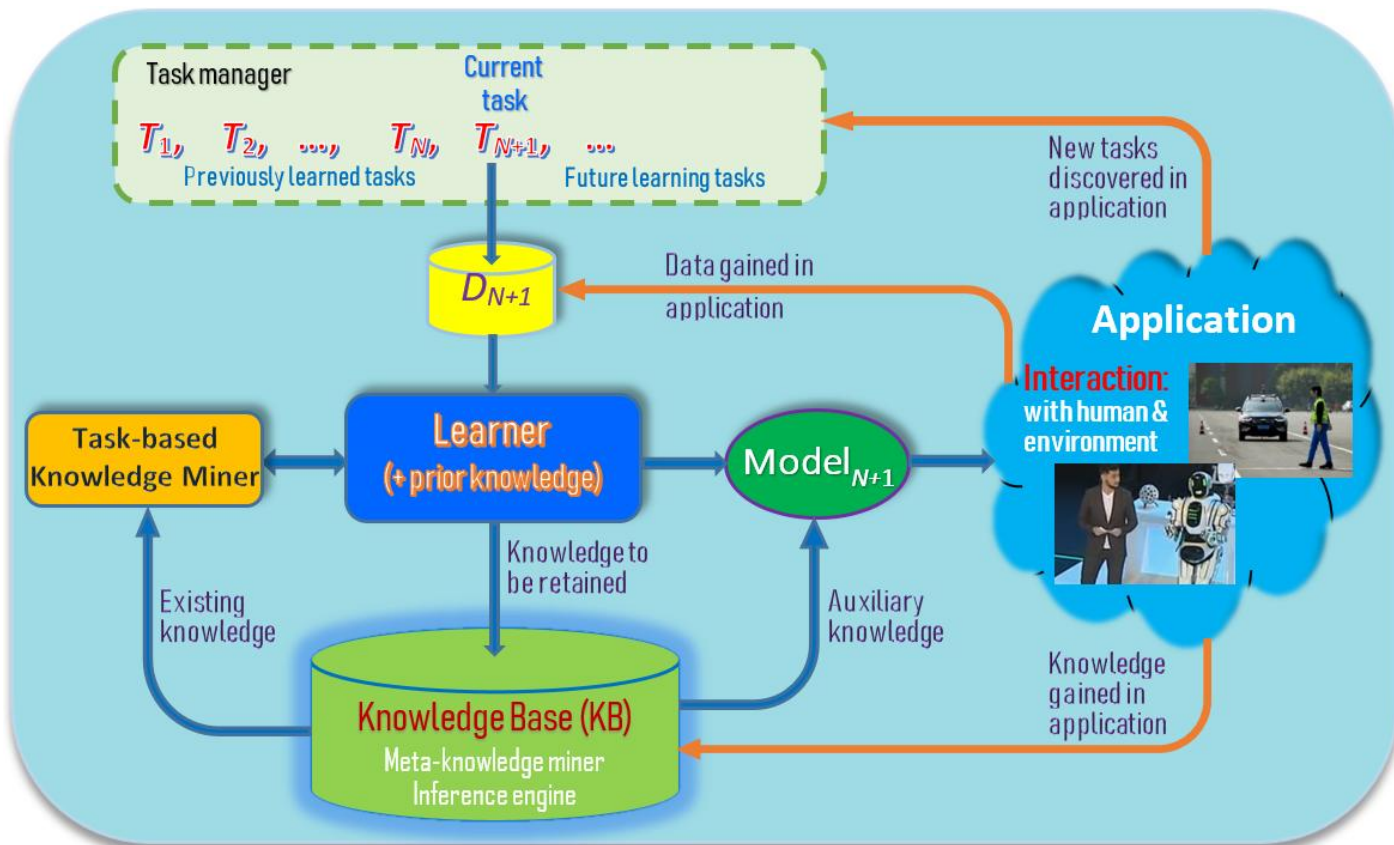 Task manager
Current
task
T1, T2, ..., TN, TN+1, ...
Previously learned tasks
Future learning tasks
New tasks
discovered in
application
DN+1
Data gained in
application
Application
Interaction:
with human &
environment
Task-based
Knowledge Miner
Learner
(+ prior knowledge)
ModelN+1
Knowledge to
be retained
Existing
knowledge
Auxiliary
knowledge
Knowledge
gained in
application
Knowledge Base (KB)
Meta-knowledge miner
Inference engine